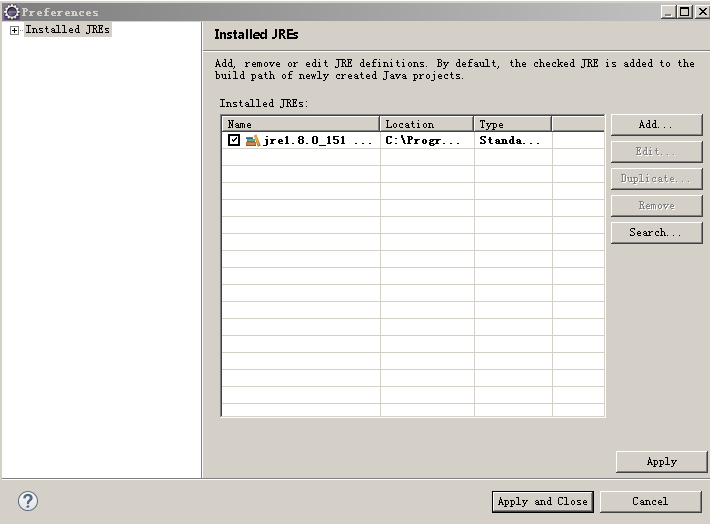 Preferences
Installed JREs
Installed JREs
Add, remove or edit JRE definitions. By default, the checked JRE is added to the
build path of newly created Java projects.
Installed JREs:
Name Location Type
jre1.8.0_151 ... C:\Progr... Standa...
Add...
Edit...
Duplicate...
Remove
Search...
Apply
? Apply and Close Cancel